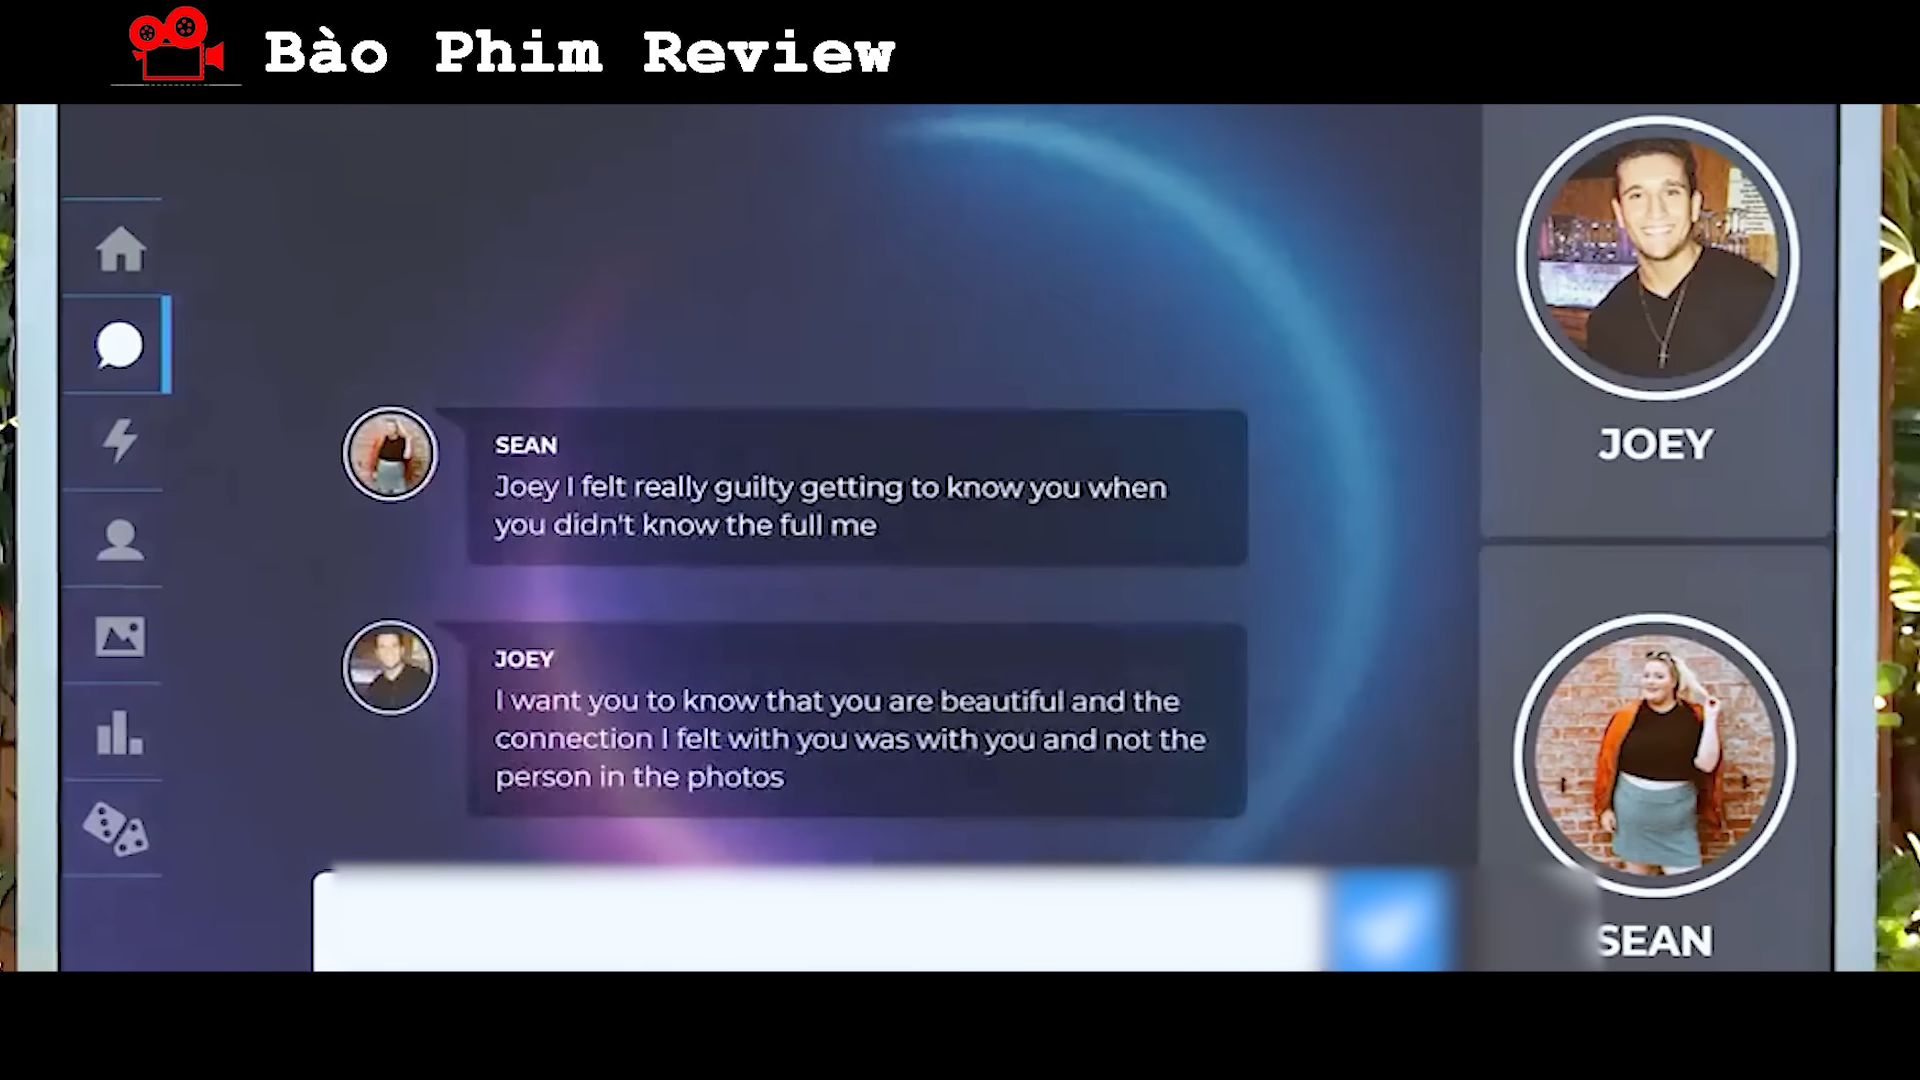 Bào Phim Review
JOEY
SEAN
Joey I felt really guilty getting to know you when
you didn't know the full me
JOEY
I want you to know that you are beautiful and the
connection I felt with you was with you and not the
person in the photos
SEAN